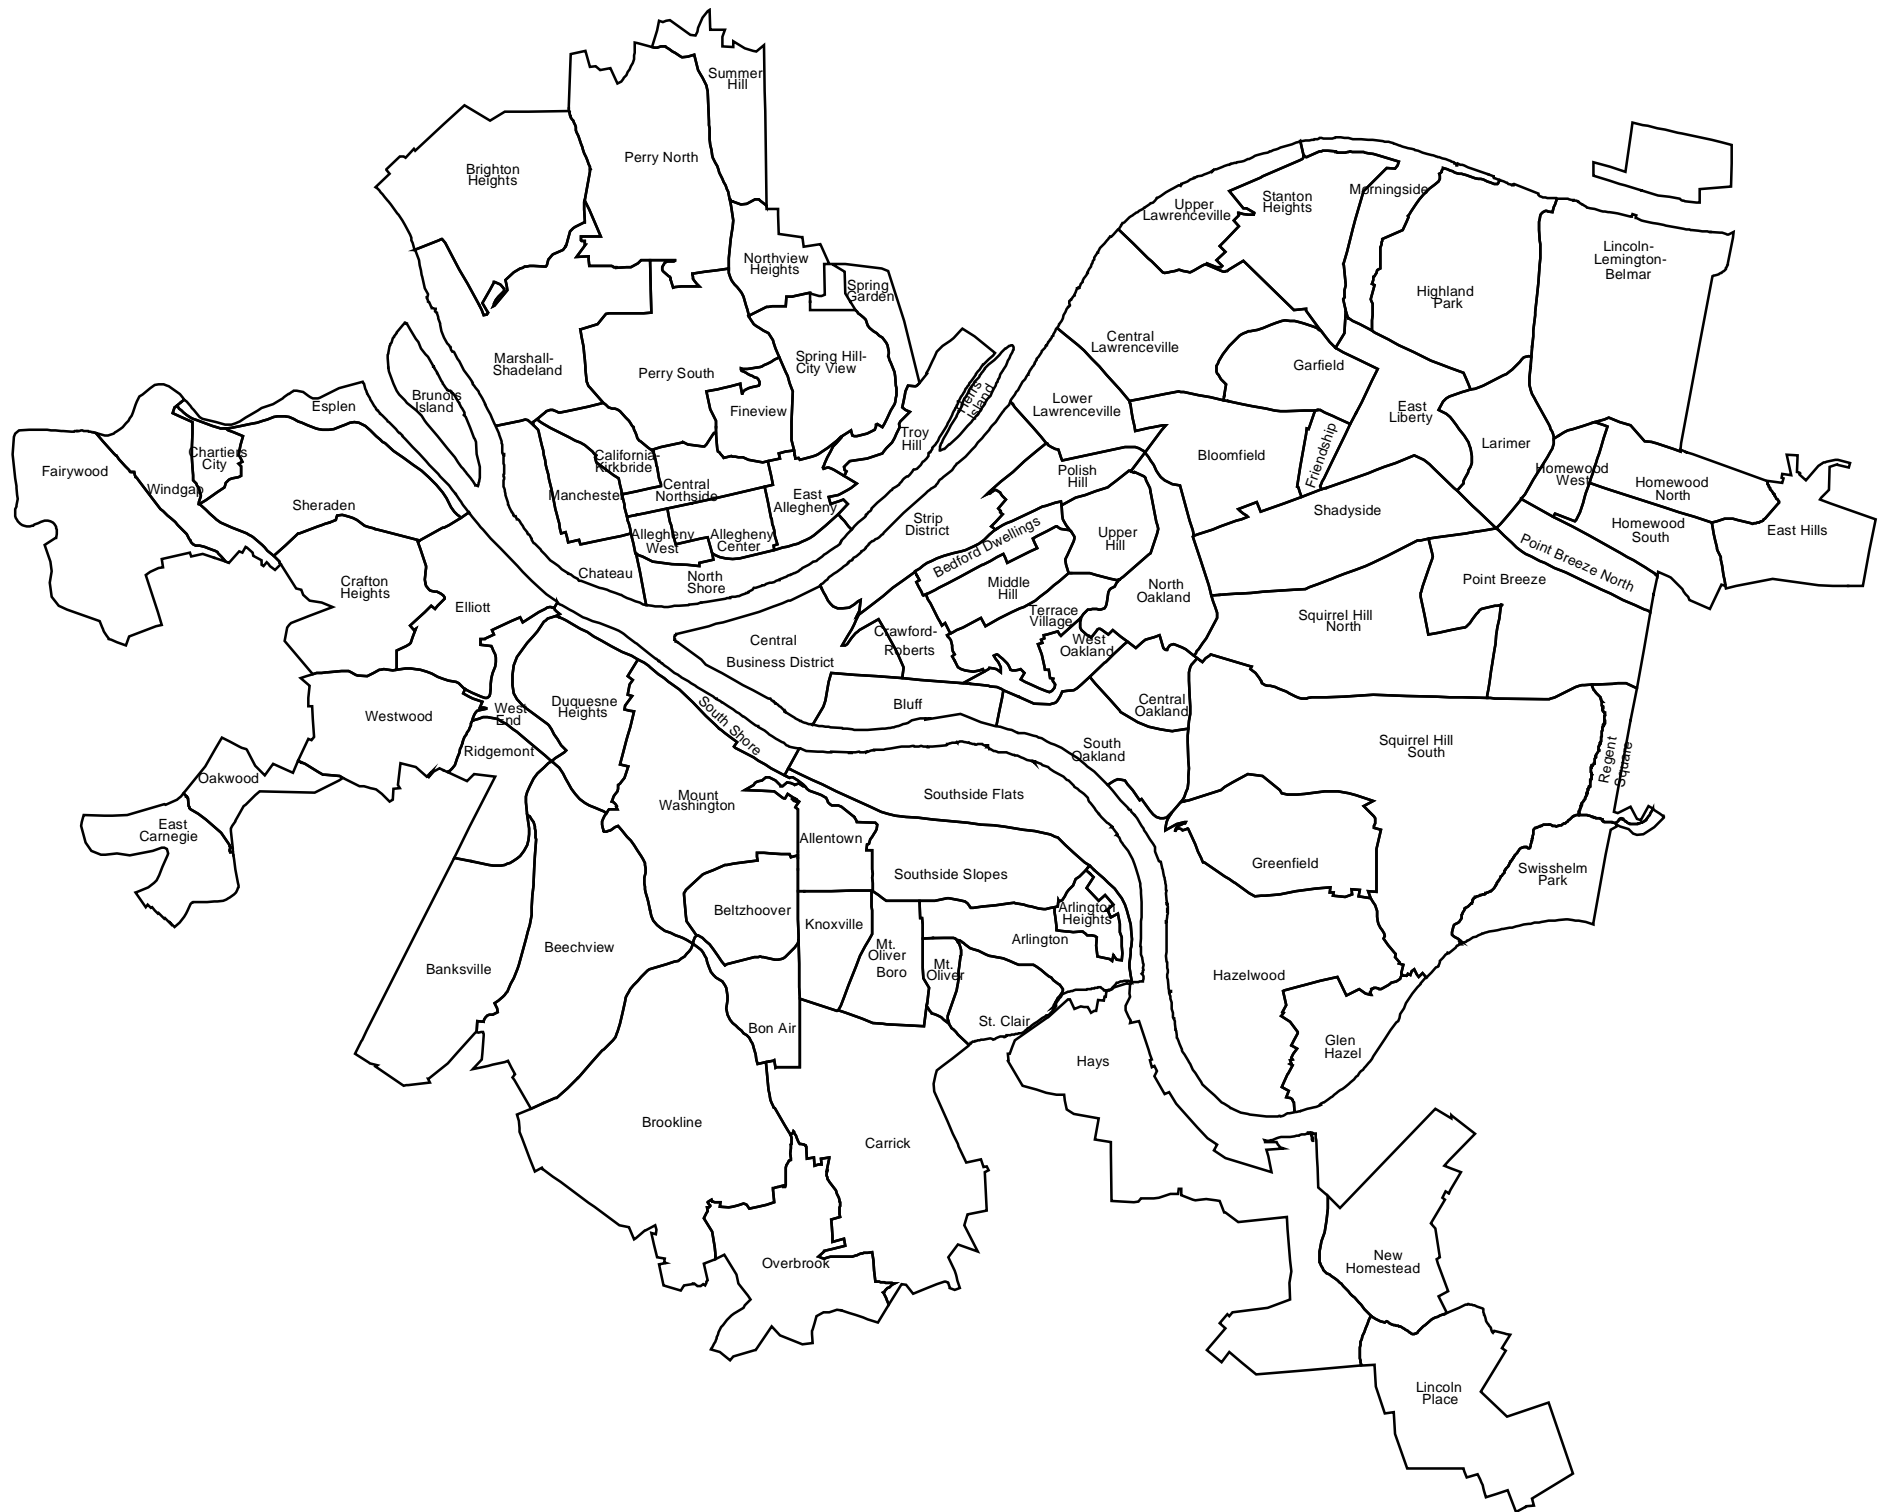 Summer
Hill
Perry North
Brighton
Heights
Morningside
Stanton
Heights
Upper
Lawrenceville
Lincoln-
Lemington-
Belmar
Northview
Heights
Spring
Garden
Highland
Park
Central
Lawrenceville
Marshall-
Shadeland
Perry South
Spring Hill-
City View
Garfield
Brunots
Island
Esplen
Fineview
Herrs
Island
Lower
Lawrenceville
East
Liberty
Troy
Hill
Larimer
Fairywood
Chartiers
City
Windgap
California-
Kirkbride
Bloomfield
Friendship
Polish
Hill
Homewood
West
Homewood
North
Sheraden
Manchester
Central
Northside
East
Allegheny
Strip
District
Shadyside
Homewood
South
East Hills
Allegheny
West
Allegheny
Center
Bedford Dwellings
Upper
Hill
Point Breeze North
Crafton
Heights
Chateau
North
Shore
Middle
Hill
North
Oakland
Point Breeze
Elliott
Terrace
Village
Squirrel Hill
North
Central
Business District
Crawford-
Roberts
West
Oakland
Westwood
West
End
Duquesne
Heights
South Shore
Bluff
Central
Oakland
Ridgemont
South
Oakland
Squirrel Hill
South
Regent
Square
Oakwood
Mount
Washington
Southside Flats
East
Carnegie
Allentown
Greenfield
Swisshelm
Park
Southside Slopes
Beltzhoover
Knoxville
Arlington
Heights
Arlington
Beechview
Banksville
Mt.
Oliver
Boro
Mt.
Oliver
Hazelwood
Bon Air
St. Clair
Glen
Hazel
Hays
Brookline
Carrick
Overbrook
New
Homestead
Lincoln
Place